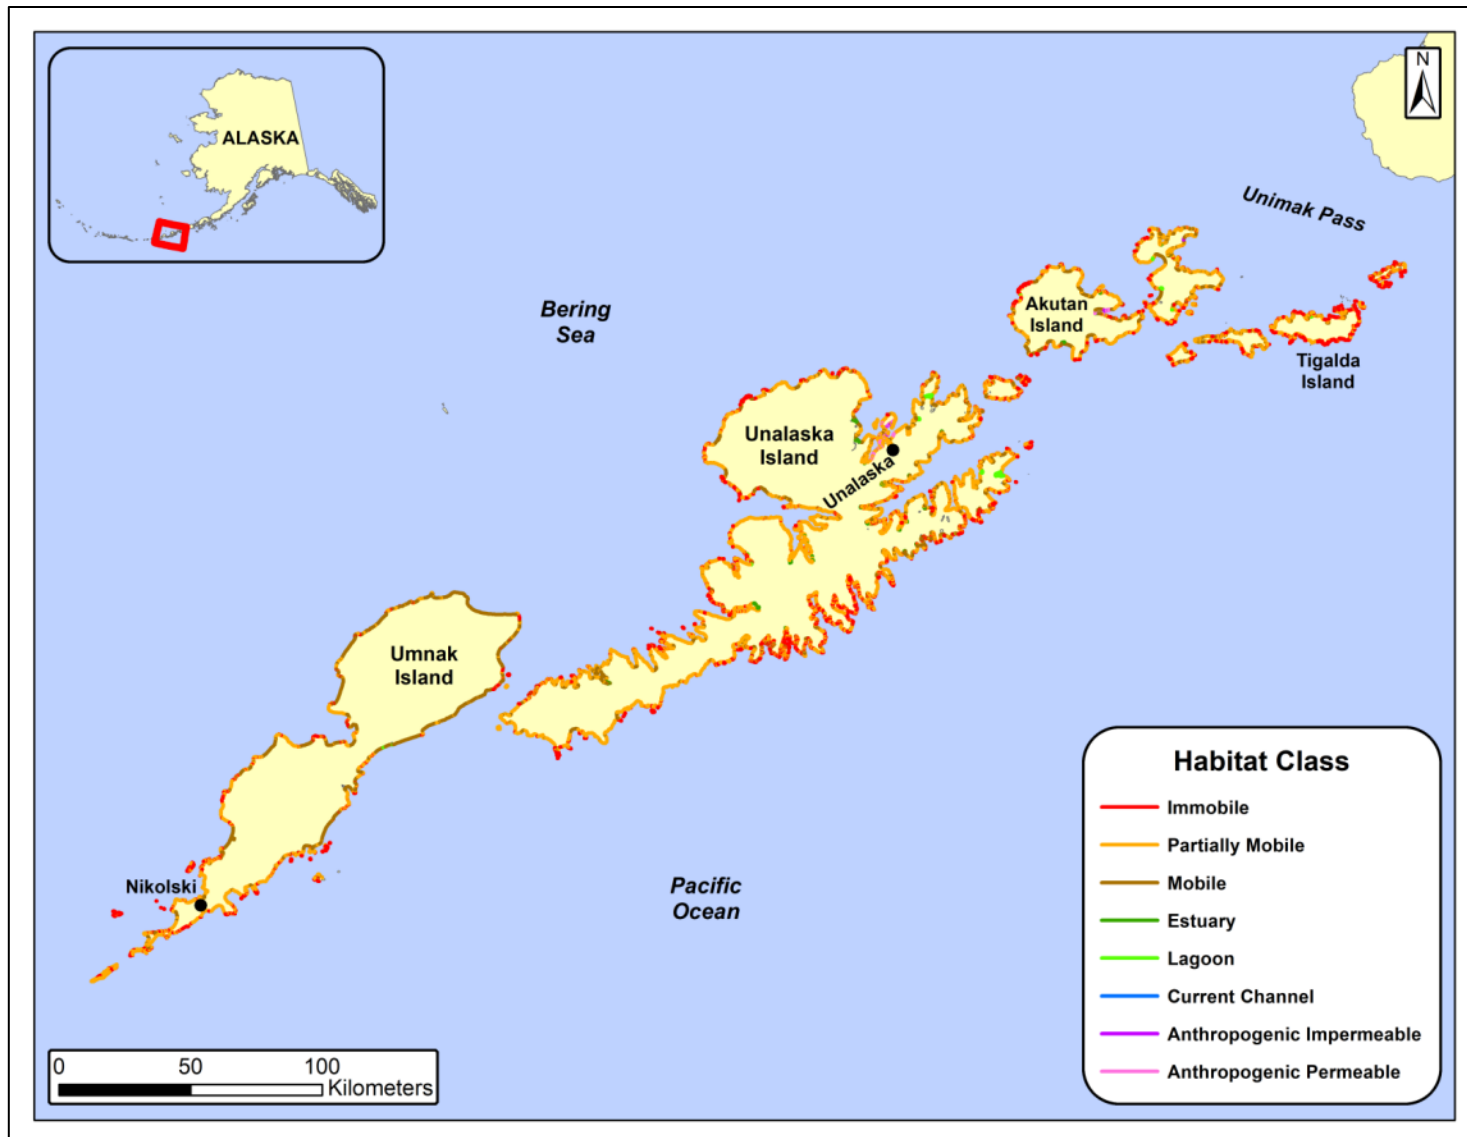 ALASKA
N
Unimak Pass
Bering
Sea
Akutan
Island
Tigalda
Island
Unalaska
Island
Unalaska
Umnak
Island
Nikolski
Pacific
Ocean
Habitat Class
Immobile
Partially Mobile
Mobile
Estuary
Lagoon
Current Channel
Anthropogenic Impermeable
Anthropogenic Permeable
0 50 100
Kilometers